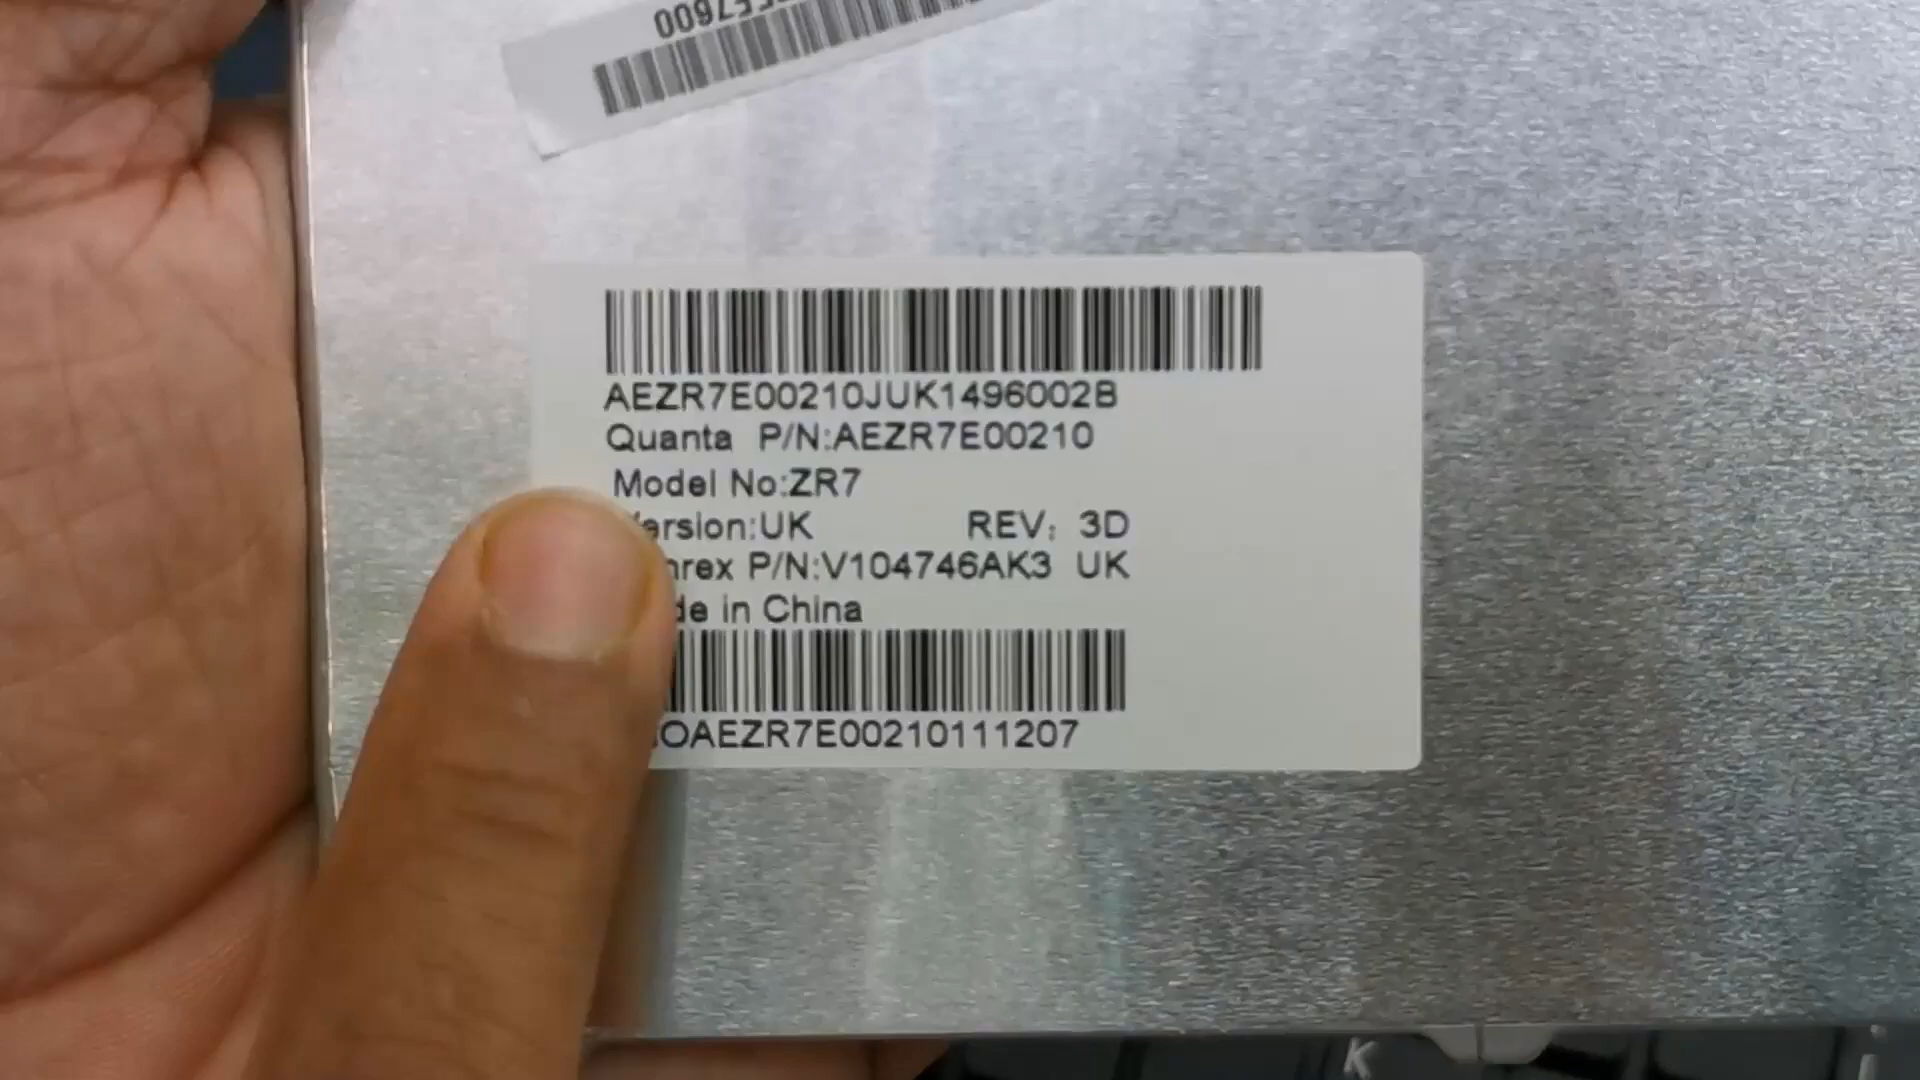 AEZR7E00210JUK1496002B
Quanta P/N:AEZR7E00210
Model No:ZR7
ersion:UK REV: 3D
nrex P/N:V104746AK3 UK
de in China
OAEZR7E00210111207
K